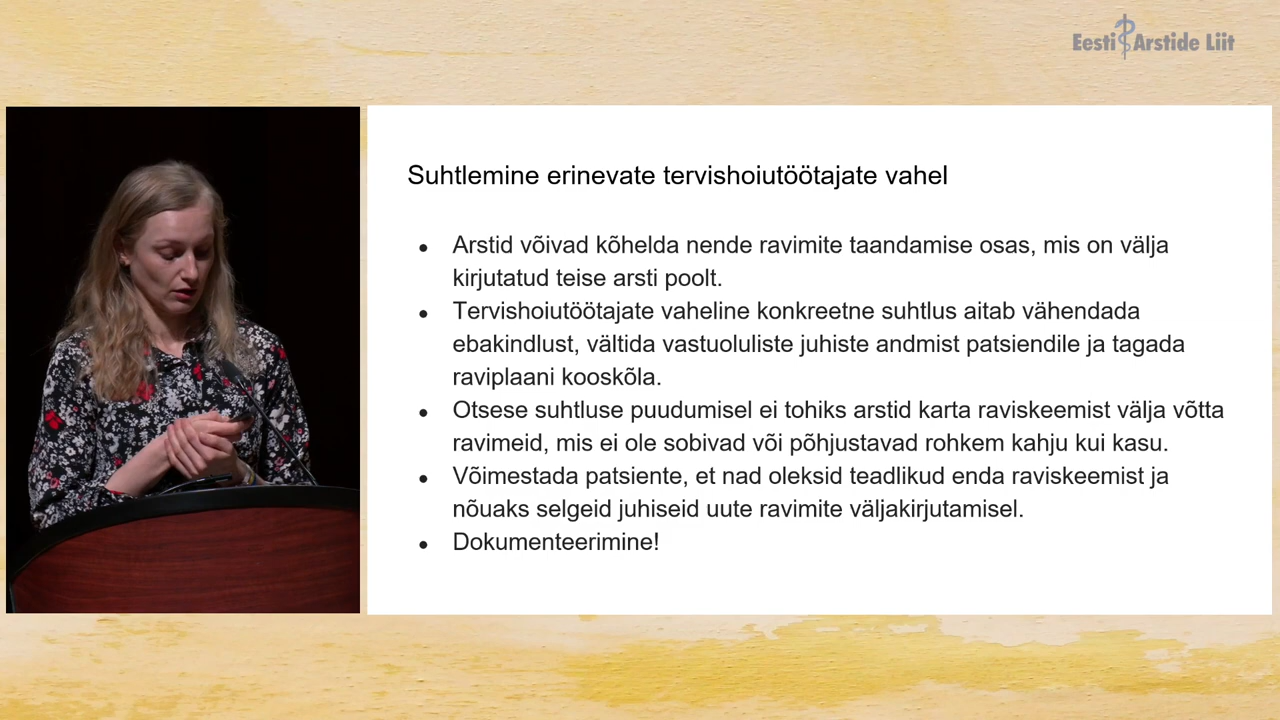 Eesti Arstide Liit
Suhtlemine erinevate tervishoiutöötajate vahel
Arstid võivad kõhelda nende ravimite taandamise osas, mis on välja
kirjutatud teise arsti poolt.
Tervishoiutöötajate vaheline konkreetne suhtlus aitab vähendada
ebakindlust, vältida vastuoluliste juhiste andmist patsiendile ja tagada
raviplaani kooskõla.
Otsese suhtluse puudumisel ei tohiks arstid karta raviskeemist välja võtta
ravimeid, mis ei ole sobivad või põhjustavad rohkem kahju kui kasu.
Võimestada patsiente, et nad oleksid teadlikud enda raviskeemist ja
nõuaks selgeid juhiseid uute ravimite väljakirjutamisel.
Dokumenteerimine!